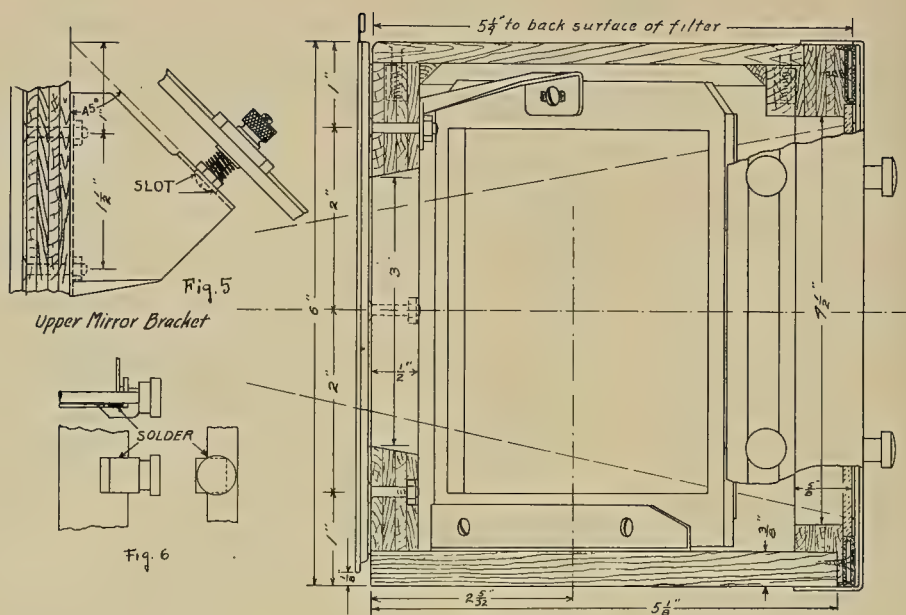 5¼" to back surface of filter
1"
45°
1½"
SLOT
Fig. 5
Upper Mirror Bracket
SOLDER
Fig. 6
1"
2"
6"
3"
½"
2"
1"
⅛"
4½"
⅝"
⅜"
2 5/32"
5⅛"